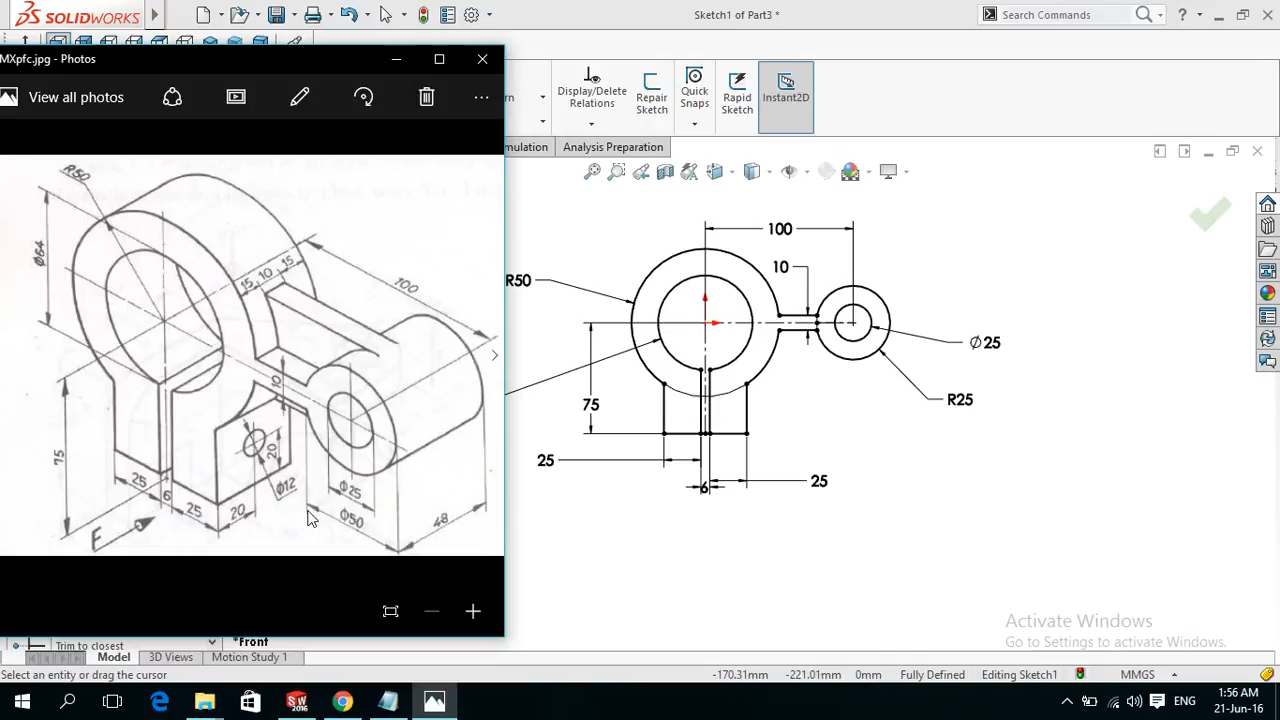 SOLIDWORKS
Sketch1 of Part3 *
Search Commands
?
MXpfc.jpg - Photos
View all photos
Display/Delete
Relations
Repair
Sketch
Quick
Snaps
Rapid
Sketch
Instant2D
Analysis Preparation
R50
Ø64
15
10
15
100
10
75
25
6
25
20
20
Ø12
Ø25
Ø50
48
F
100
10
R50
Ø25
75
R25
25
6
25
Trim to closest
*Front
Model
3D Views
Motion Study 1
Select an entity or drag the cursor
-170.31mm
-221.01mm
0mm
Fully Defined
Editing Sketch1
MMGS
Activate Windows
Go to Settings to activate Windows.
ENG
1:56 AM
21-Jun-16